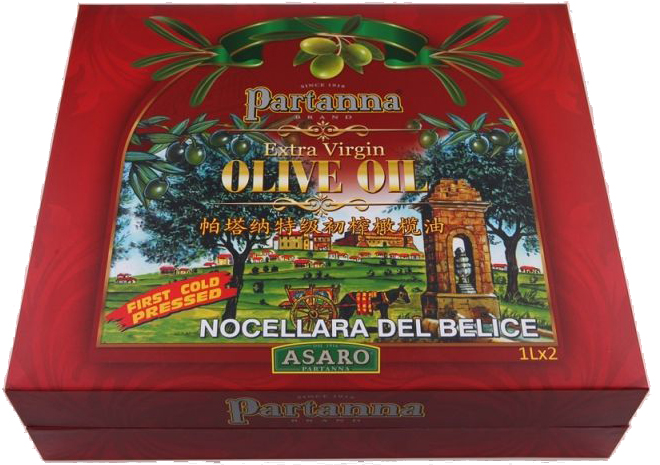 SINCE 1916
Partanna
BRAND
Extra Virgin
OLIVE OIL
帕塔纳特级初榨橄榄油
FIRST COLD
PRESSED
NOCELLARA DEL BELICE
ASARO
PARTANNA
1Lx2
SINCE 1916
Partanna
BRAND